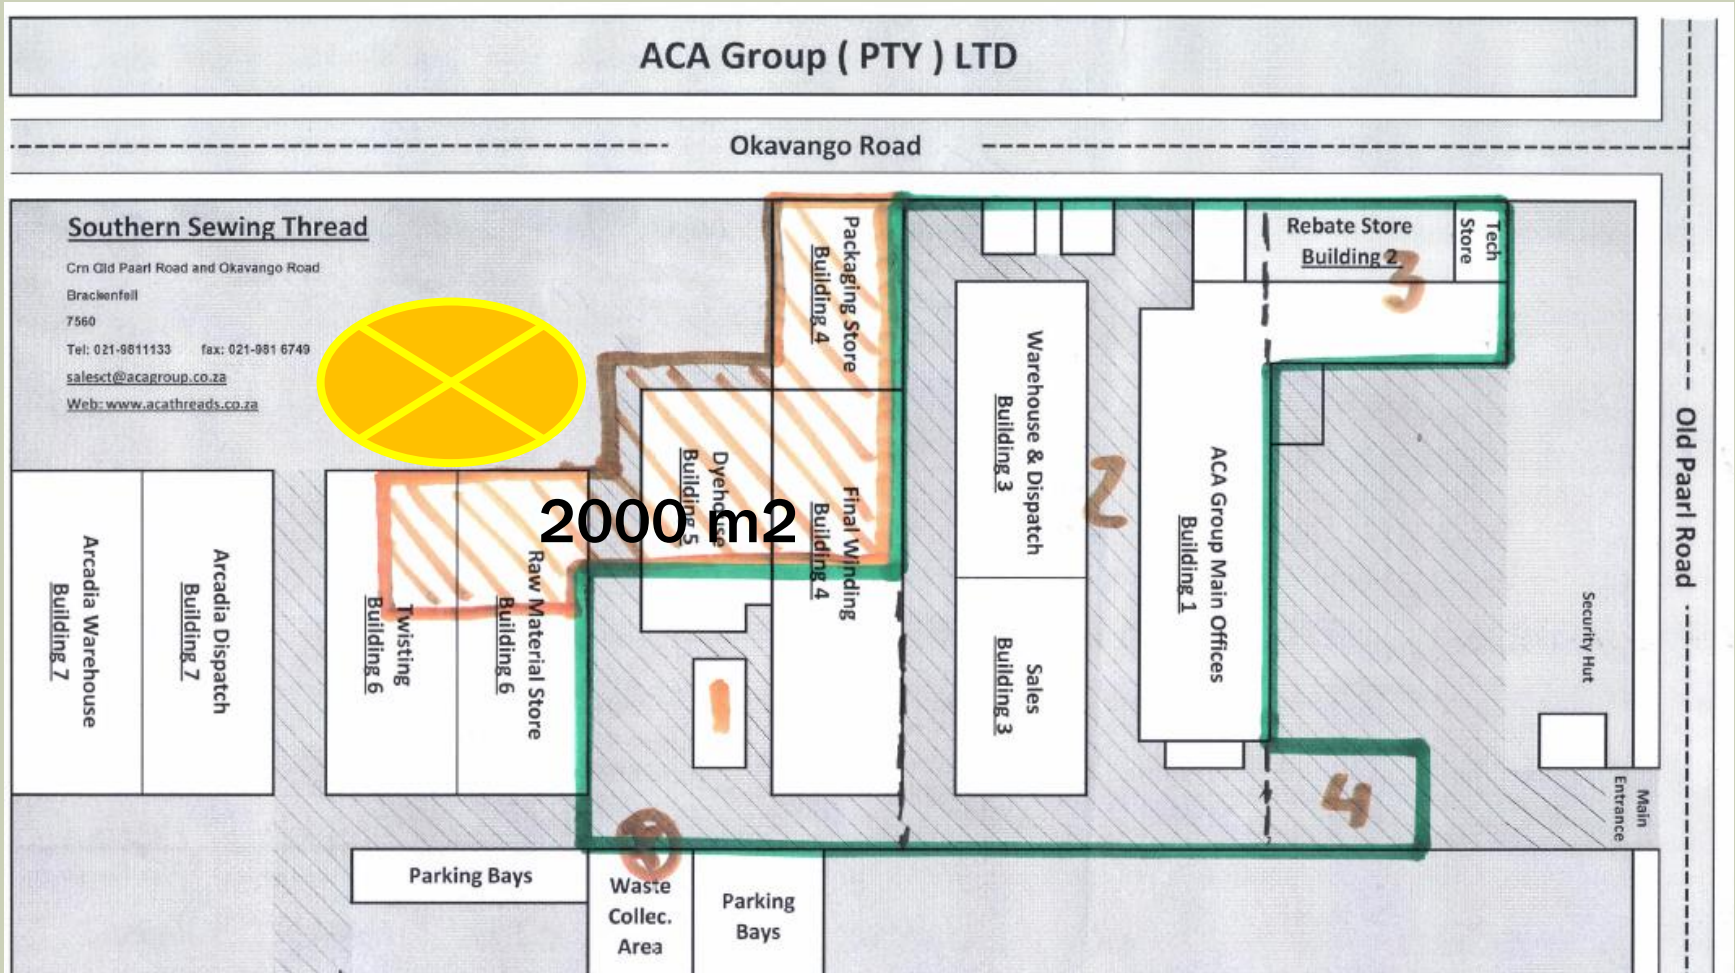 ACA Group ( PTY ) LTD
Okavango Road
Southern Sewing Thread
Crn Old Paarl Road and Okavango Road
Brackenfell
7560
Tel: 021-9811133 fax: 021-981 6749
salesct@acagroup.co.za
Web: www.acathreads.co.za
Packaging Store
Building 4
Rebate Store
Building 2
Tech
Store
3
Warehouse & Dispatch
Building 3
2
ACA Group Main Offices
Building 1
Old Paarl Road
Dyehouse
Building 5
2000 m2
Final Winding
Building 4
Arcadia Warehouse
Building 7
Arcadia Dispatch
Building 7
Twisting
Building 6
Raw Material Store
Building 6
1
Sales
Building 3
Security Hut
4
Main
Entrance
Parking Bays
Waste
Collec.
Area
Parking
Bays